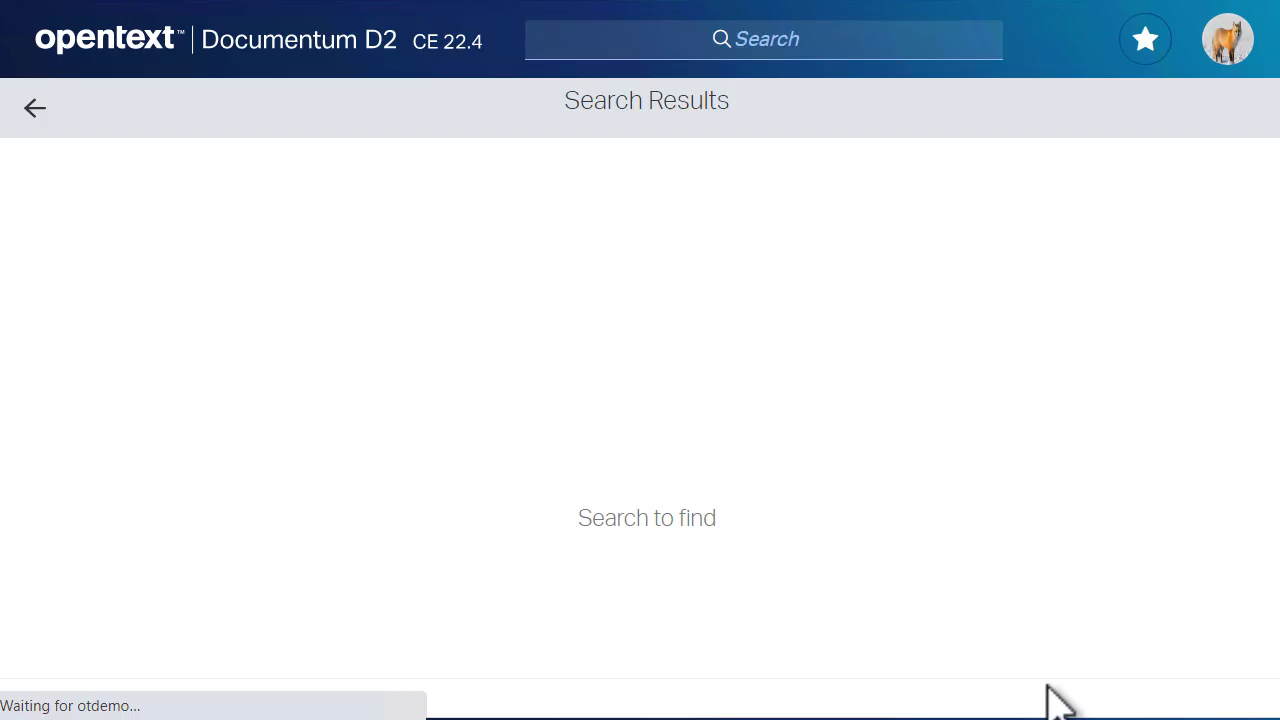 opentext™ | Documentum D2 CE 22.4
Search
Search Results
Search to find
Waiting for otdemo...